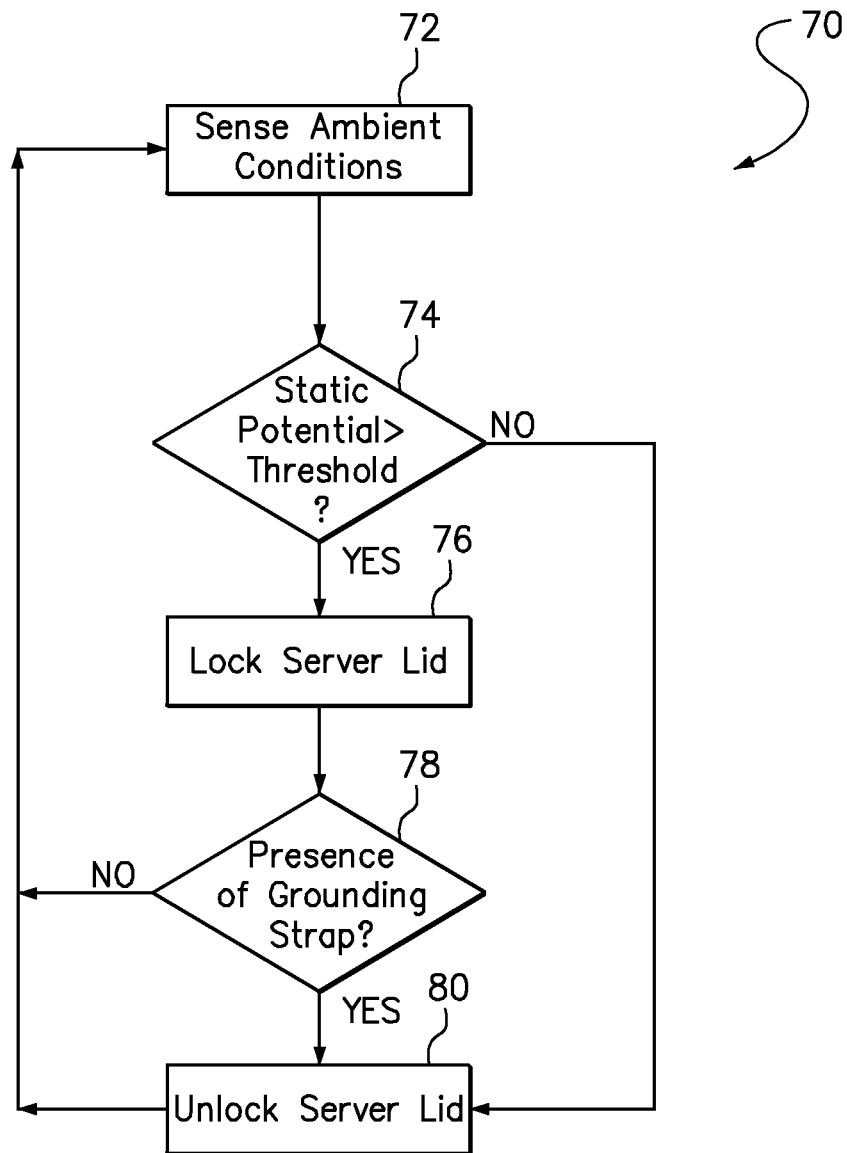 70
72
Sense Ambient
Conditions
74
Static
Potential>
Threshold
?
NO
YES
76
Lock Server Lid
78
Presence
of Grounding
Strap?
NO
YES
80
Unlock Server Lid